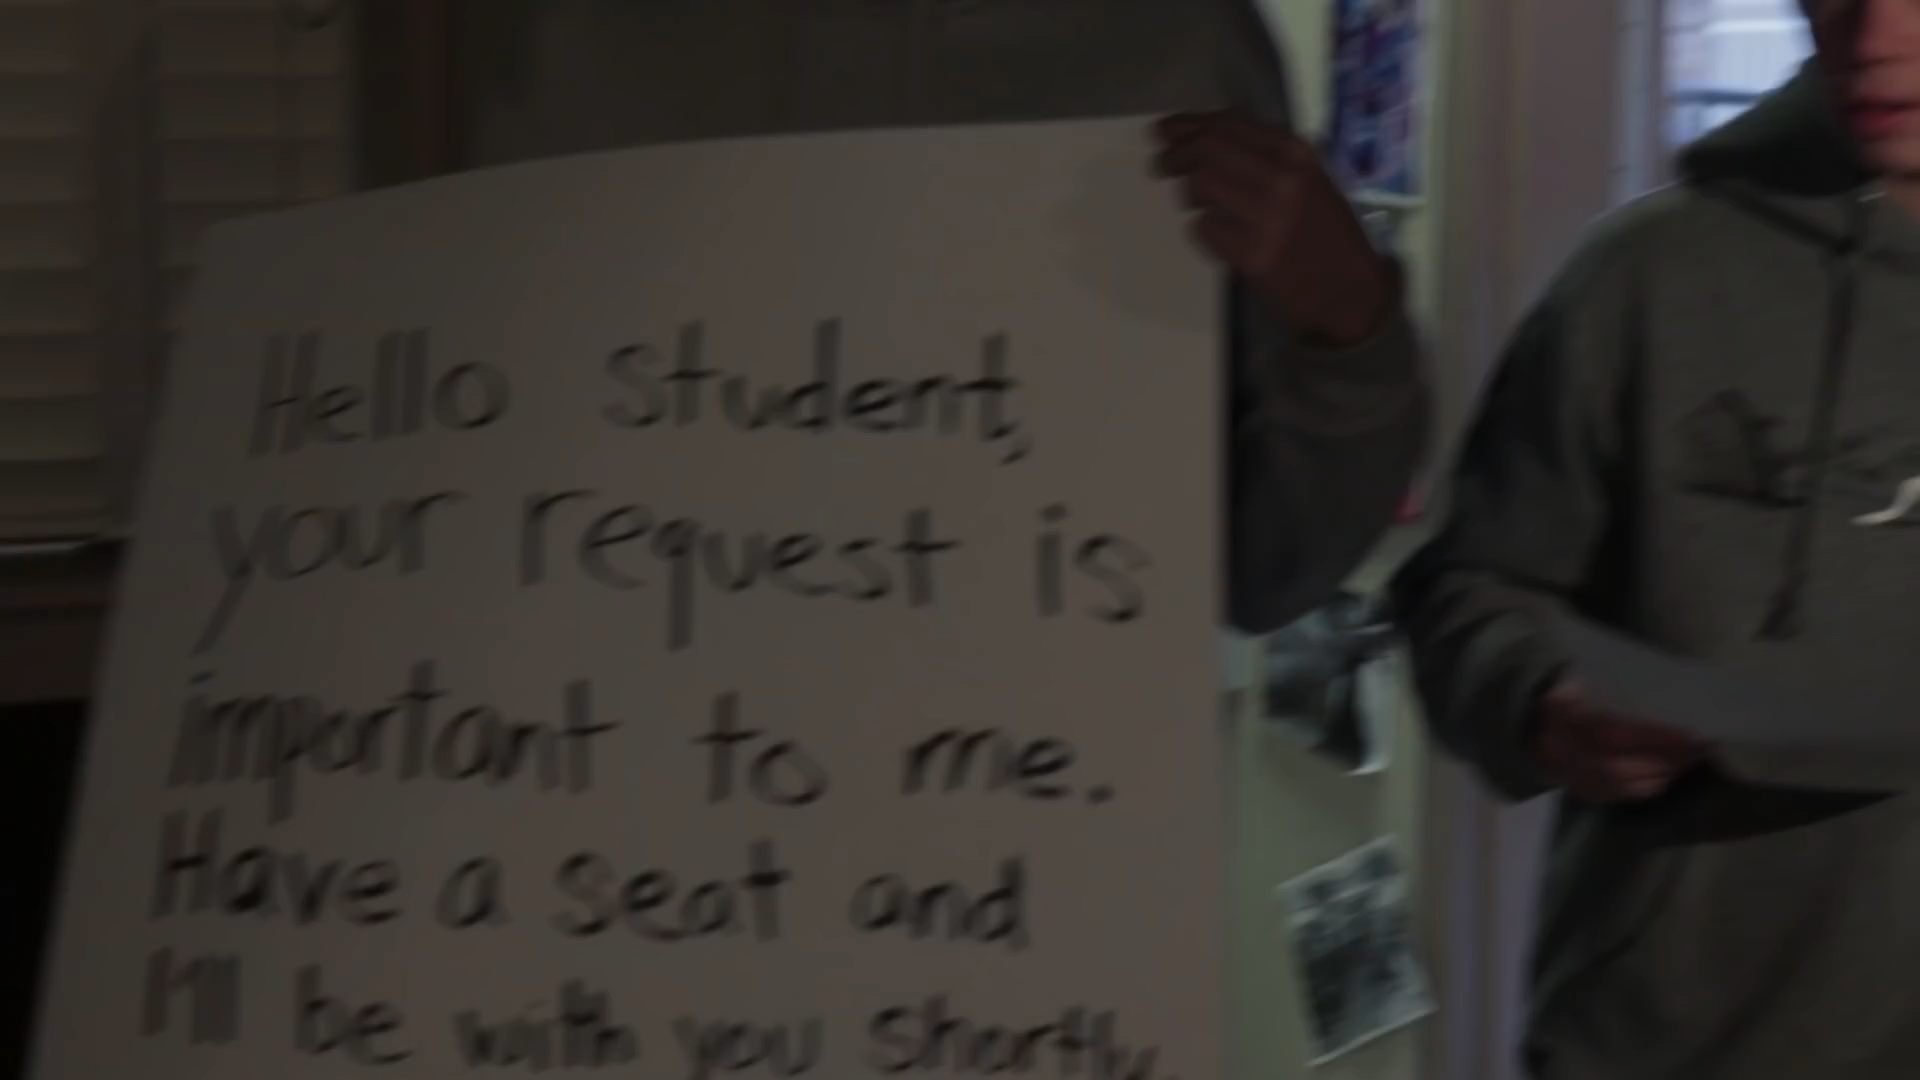 Hello Student,
your request is
important to me.
Have a seat and
I'll be with you shortly.